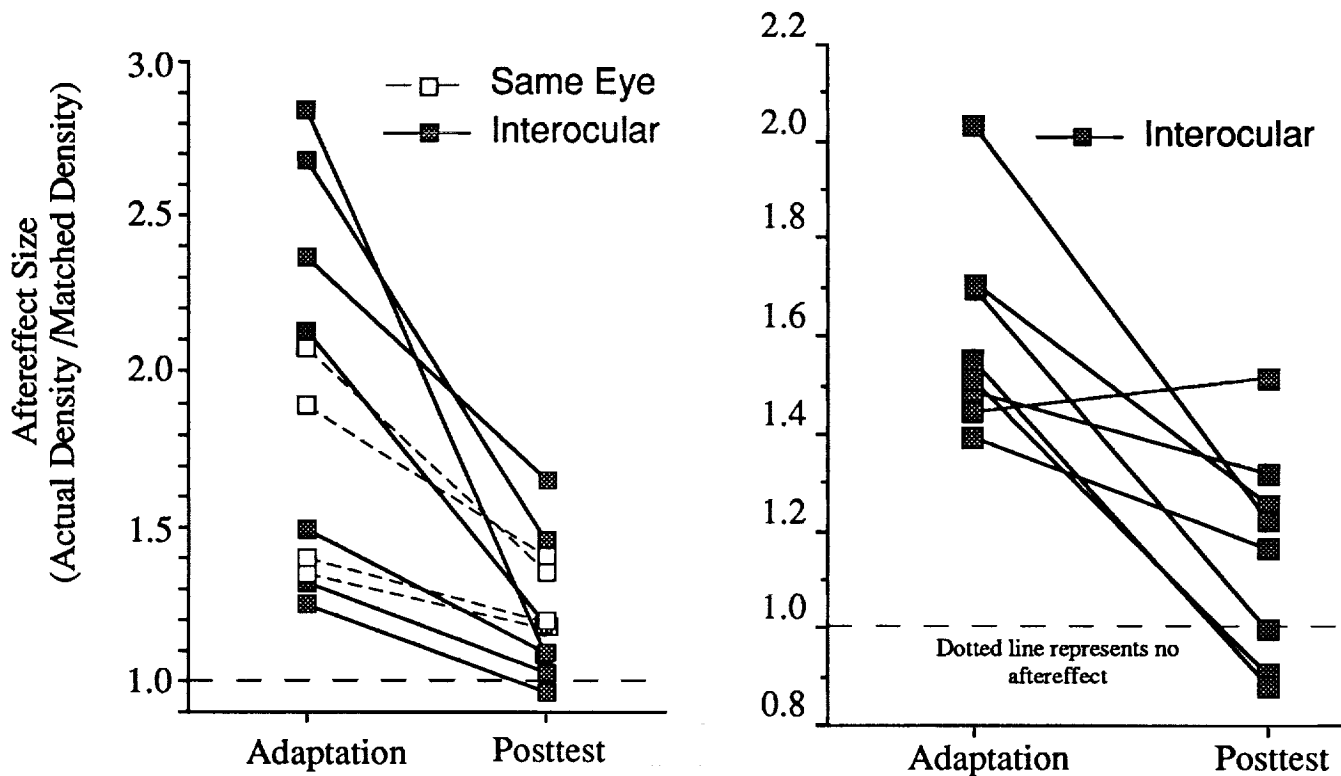 Aftereffect Size
(Actual Density /Matched Density)
3.0
2.5
2.0
1.5
1.0
Same Eye
Interocular
Adaptation
Posttest
2.2
2.0
1.8
1.6
1.4
1.2
1.0
0.8
Interocular
Dotted line represents no
aftereffect
Adaptation
Posttest